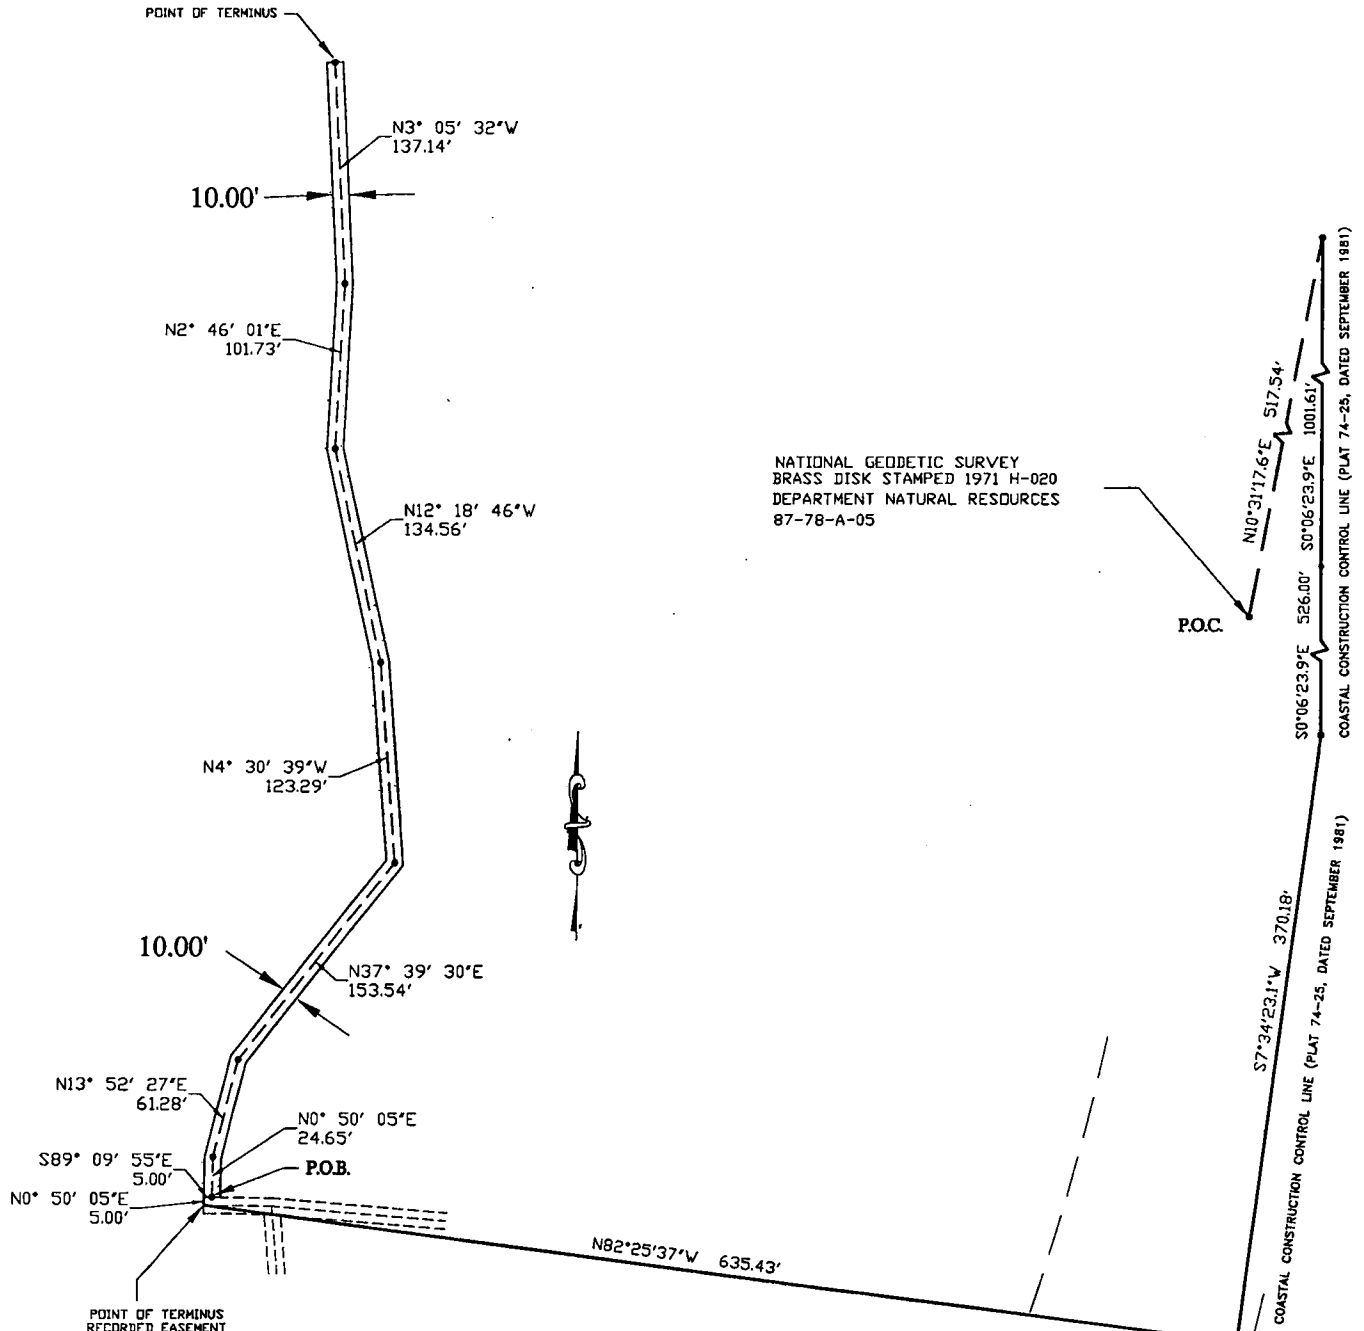 POINT OF TERMINUS
N3° 05' 32"W
137.14'
10.00'
N2° 46' 01"E
101.73'
N12° 18' 46"W
134.56'
NATIONAL GEODETIC SURVEY
BRASS DISK STAMPED 1971 H-020
DEPARTMENT NATURAL RESOURCES
87-78-A-05
P.O.C.
N10°31'17.6"E 517.54'
S0°06'23.9"E 1001.61'
S0°06'23.9"E 526.00'
COASTAL CONSTRUCTION CONTROL LINE (PLAT 74-25, DATED SEPTEMBER 1981)
N4° 30' 39"W
123.29'
10.00'
N37° 39' 30"E
153.54'
S7°34'23.1"W 370.18'
COASTAL CONSTRUCTION CONTROL LINE (PLAT 74-25, DATED SEPTEMBER 1981)
N13° 52' 27"E
61.28'
N0° 50' 05"E
24.65'
S89° 09' 55"E
5.00'
P.O.B.
N0° 50' 05"E
5.00'
N82°25'37"W 635.43'
POINT OF TERMINUS
RECORDED EASEMENT